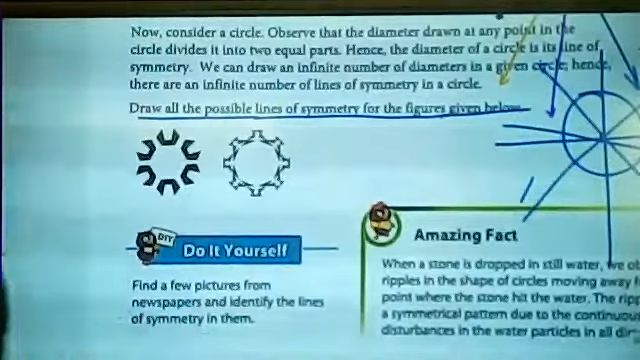 Now, consider a circle. Observe that the diameter drawn at any point in the
circle divides it into two equal parts. Hence, the diameter of a circle is its line of
symmetry. We can draw an infinite number of diameters in a given circle; hence,
there are an infinite number of lines of symmetry in a circle.
Draw all the possible lines of symmetry for the figures given below.
DIY
Do It Yourself
Find a few pictures from
newspapers and identify the lines
of symmetry in them.
Amazing Fact
When a stone is dropped in still water, we ob
ripples in the shape of circles moving away
point where the stone hit the water. The ripp
a symmetrical pattern due to the continuous
disturbances in the water particles in all dir